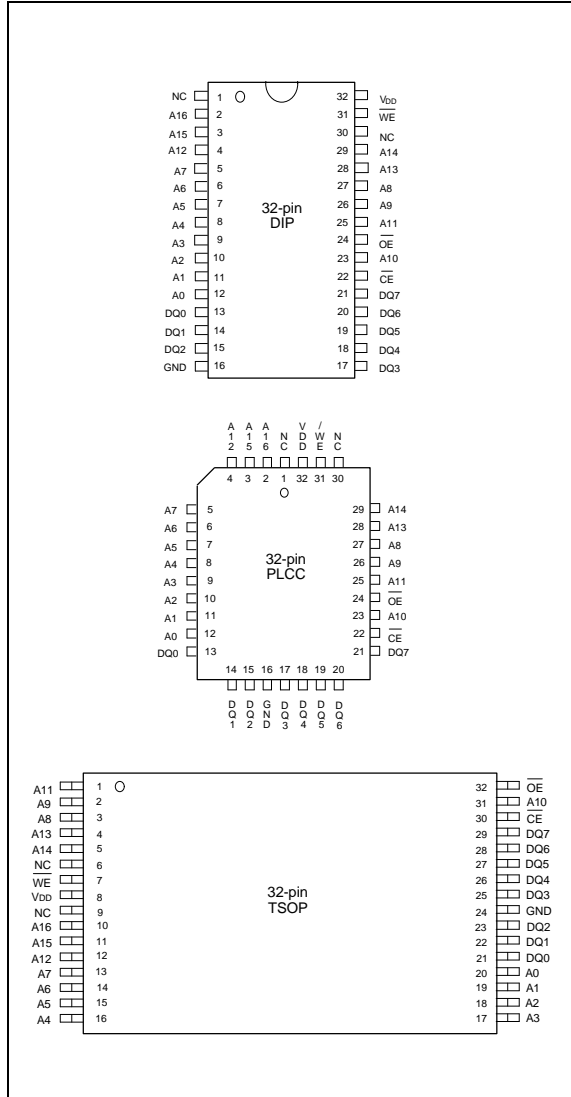 NC 1 32 VDD
A16 2 31 WE
A15 3 30 NC
A12 4 29 A14
A7 5 28 A13
A6 6 27 A8
A5 7 26 A9
A4 8 25 A11
A3 9 24 OE
A2 10 23 A10
A1 11 22 CE
A0 12 21 DQ7
DQ0 13 20 DQ6
DQ1 14 19 DQ5
DQ2 15 18 DQ4
GND 16 17 DQ3
32-pin
DIP
A12 A15 A16 NC VDD /WE NC
4 3 2 1 32 31 30
A7 5 29 A14
A6 6 28 A13
A5 7 27 A8
A4 8 26 A9
A3 9 25 A11
A2 10 24 OE
A1 11 23 A10
A0 12 22 CE
DQ0 13 21 DQ7
32-pin
PLCC
14 15 16 17 18 19 20
DQ1 DQ2 GND DQ3 DQ4 DQ5 DQ6
A11 1 32 OE
A9 2 31 A10
A8 3 30 CE
A13 4 29 DQ7
A14 5 28 DQ6
NC 6 27 DQ5
WE 7 26 DQ4
VDD 8 25 DQ3
NC 9 24 GND
A16 10 23 DQ2
A15 11 22 DQ1
A12 12 21 DQ0
A7 13 20 A0
A6 14 19 A1
A5 15 18 A2
A4 16 17 A3
32-pin
TSOP